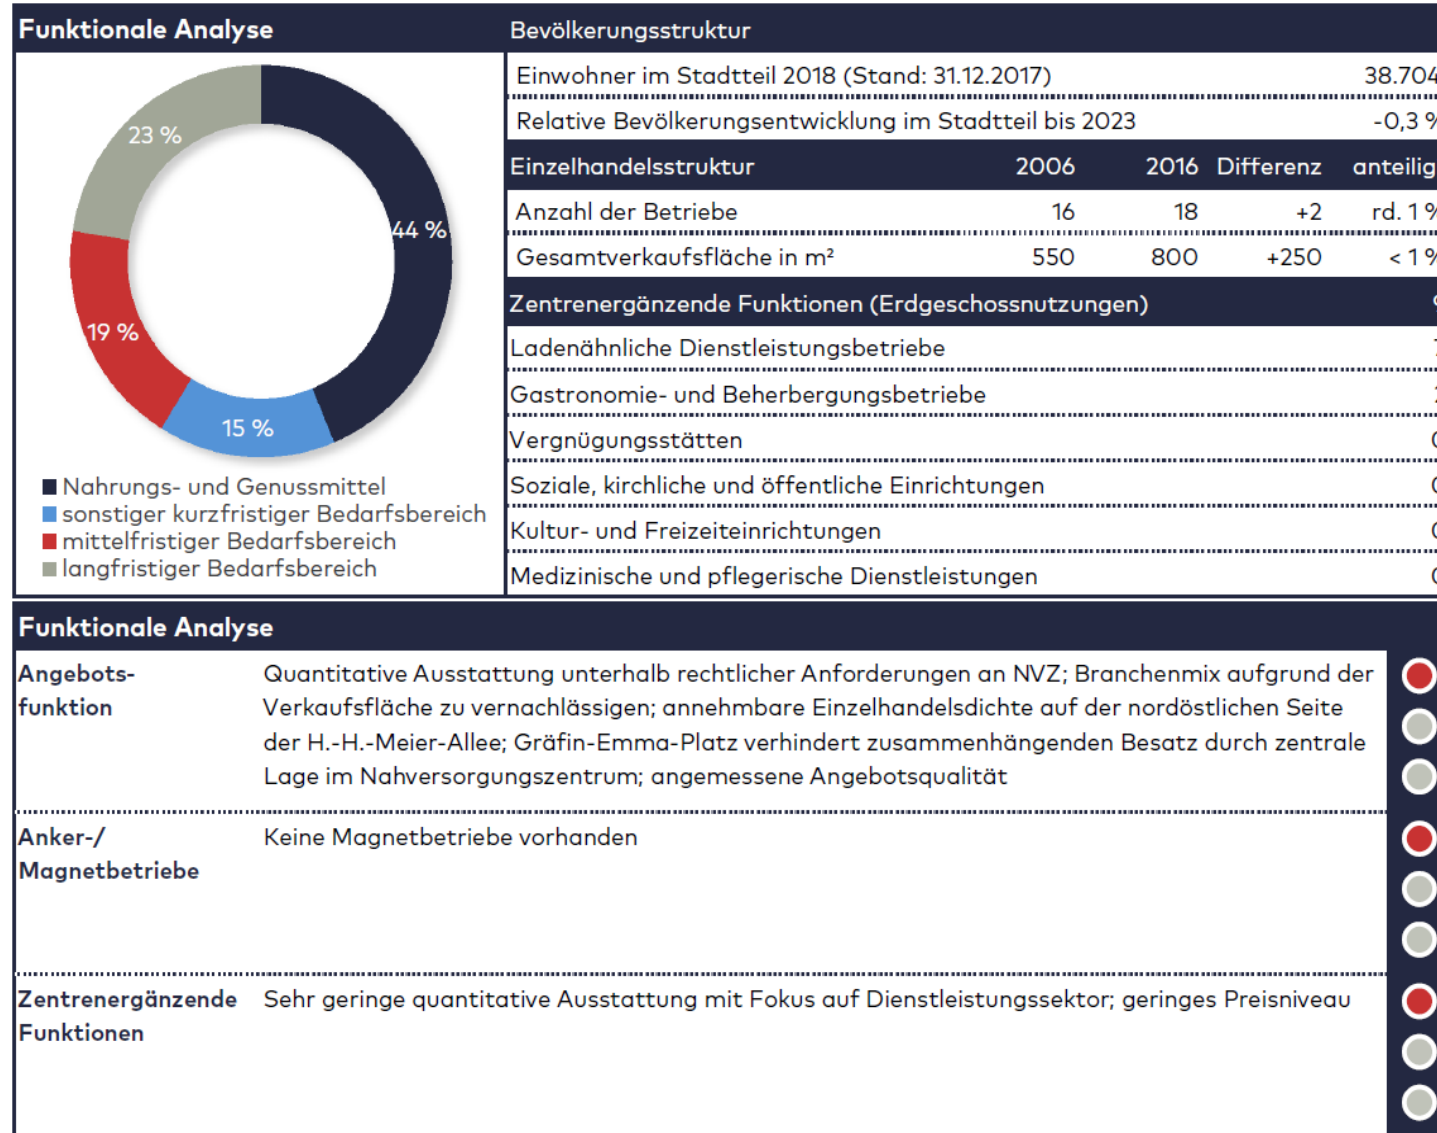 Funktionale Analyse
23 %
44 %
19 %
15 %
Nahrungs- und Genussmittel
sonstiger kurzfristiger Bedarfsbereich
mittelfristiger Bedarfsbereich
langfristiger Bedarfsbereich
Bevölkerungsstruktur
Einwohner im Stadtteil 2018 (Stand: 31.12.2017) 38.704
Relative Bevölkerungsentwicklung im Stadtteil bis 2023 -0,3 %
Einzelhandelsstruktur 2006 2016 Differenz anteilig
Anzahl der Betriebe 16 18 +2 rd. 1 %
Gesamtverkaufsfläche in m² 550 800 +250 < 1 %
Zentrenergänzende Funktionen (Erdgeschossnutzungen)
Ladenähnliche Dienstleistungsbetriebe
Gastronomie- und Beherbergungsbetriebe
Vergnügungsstätten
Soziale, kirchliche und öffentliche Einrichtungen
Kultur- und Freizeiteinrichtungen
Medizinische und pflegerische Dienstleistungen
Funktionale Analyse
Angebots-
funktion
Quantitative Ausstattung unterhalb rechtlicher Anforderungen an NVZ; Branchenmix aufgrund der
Verkaufsfläche zu vernachlässigen; annehmbare Einzelhandelsdichte auf der nordöstlichen Seite
der H.-H.-Meier-Allee; Gräfin-Emma-Platz verhindert zusammenhängenden Besatz durch zentrale
Lage im Nahversorgungszentrum; angemessene Angebotsqualität
Anker-/
Magnetbetriebe
Keine Magnetbetriebe vorhanden
Zentrenergänzende
Funktionen
Sehr geringe quantitative Ausstattung mit Fokus auf Dienstleistungssektor; geringes Preisniveau